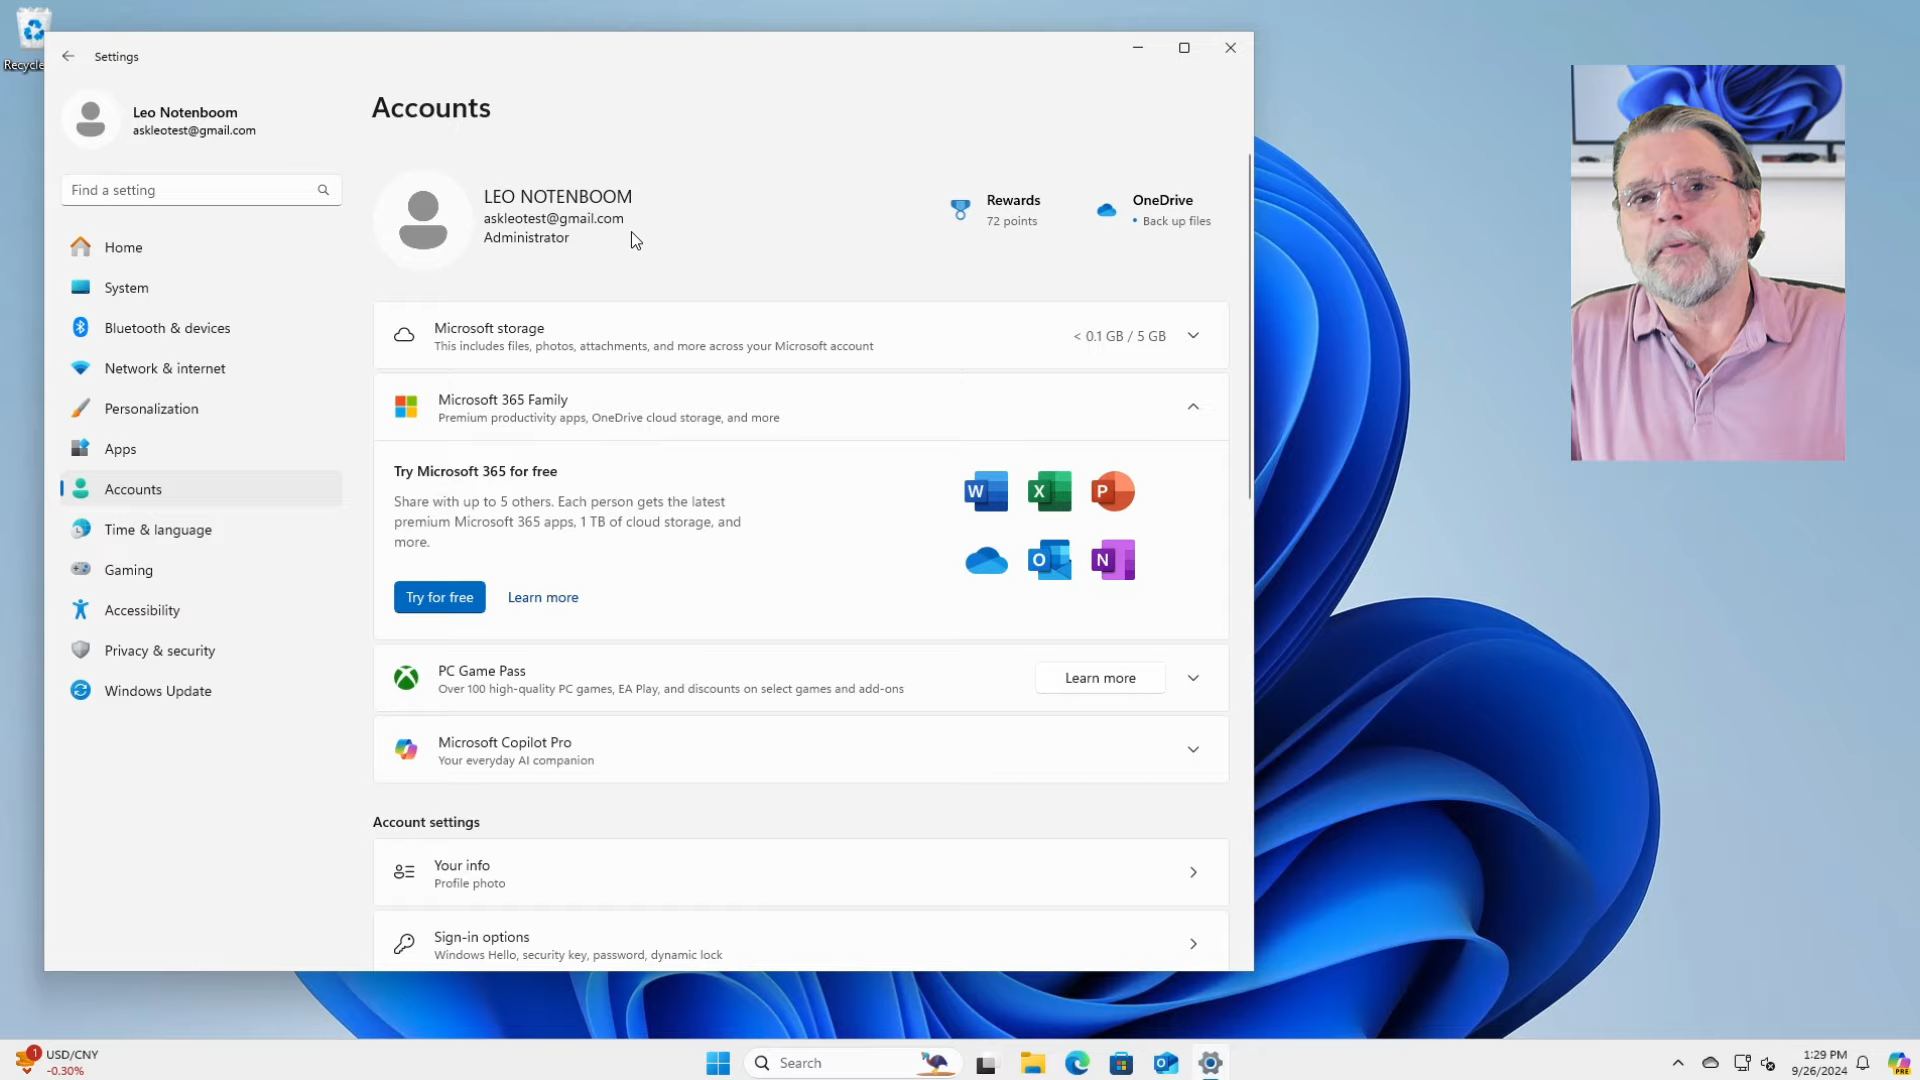 Recycle
Settings
Leo Notenboom
askleotest@gmail.com
Find a setting
Home
System
Bluetooth & devices
Network & internet
Personalization
Apps
Accounts
Time & language
Gaming
Accessibility
Privacy & security
Windows Update
Accounts
LEO NOTENBOOM
askleotest@gmail.com
Administrator
Rewards
72 points
OneDrive
• Back up files
Microsoft storage
This includes files, photos, attachments, and more across your Microsoft account
< 0.1 GB / 5 GB
Microsoft 365 Family
Premium productivity apps, OneDrive cloud storage, and more
Try Microsoft 365 for free
Share with up to 5 others. Each person gets the latest
premium Microsoft 365 apps, 1 TB of cloud storage, and
more.
W X P
O N
Try for free
Learn more
PC Game Pass
Over 100 high-quality PC games, EA Play, and discounts on select games and add-ons
Learn more
Microsoft Copilot Pro
Your everyday AI companion
Account settings
Your info
Profile photo
Sign-in options
Windows Hello, security key, password, dynamic lock
1
USD/CNY
-0.30%
Search
1:29 PM
9/26/2024
PRE